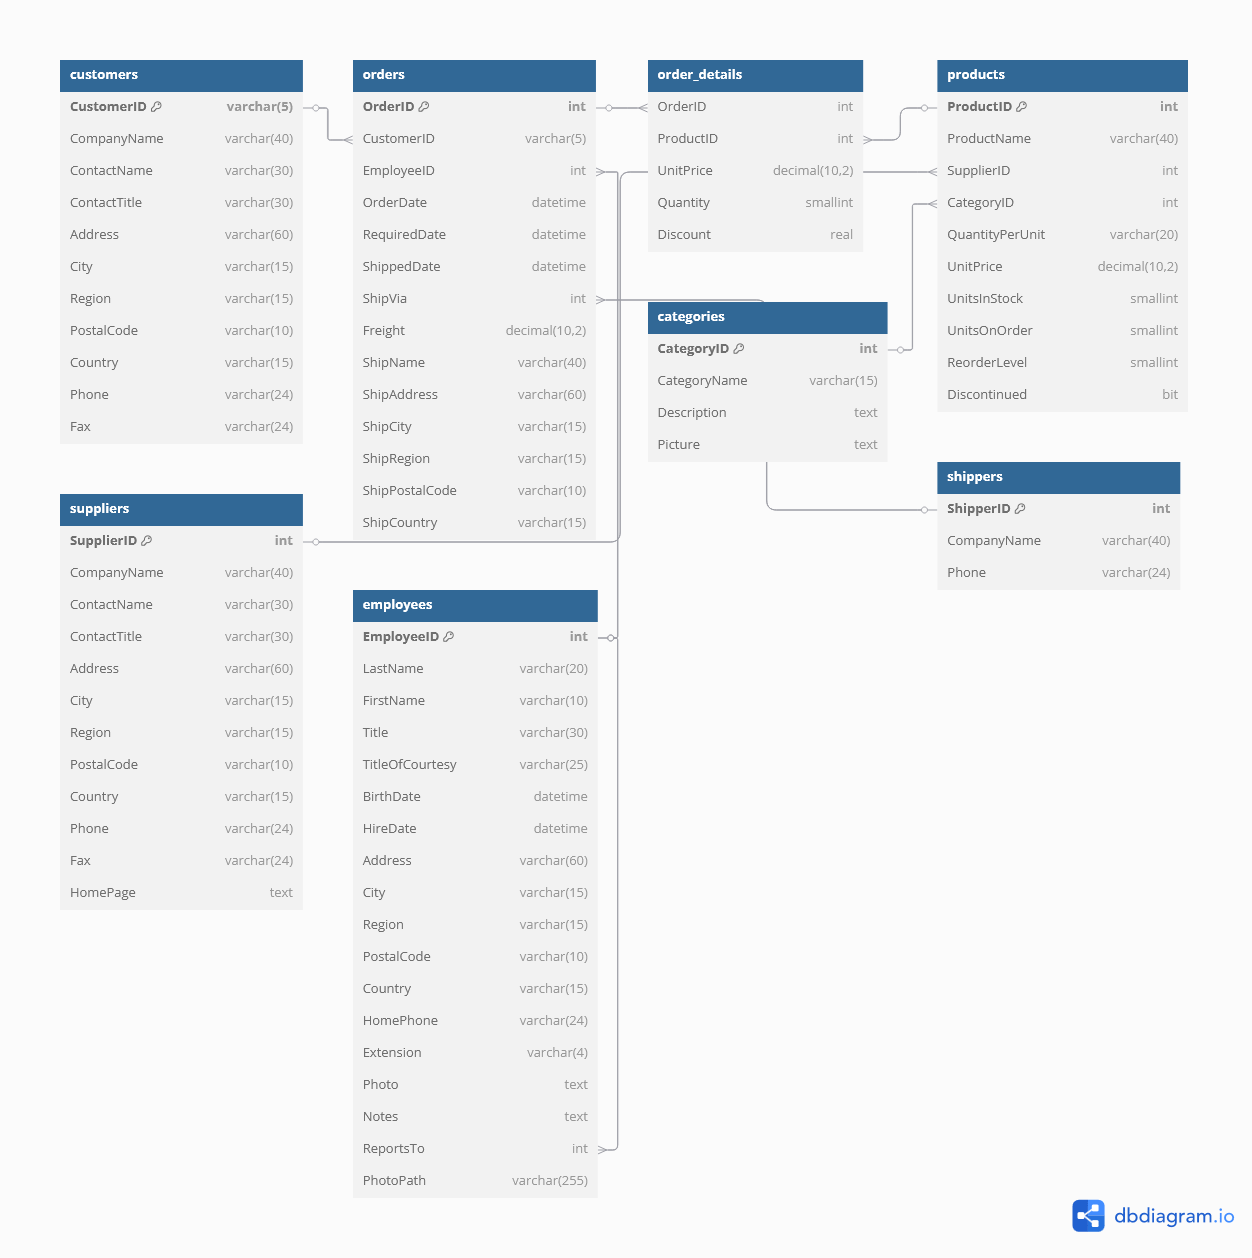 customers
CustomerID varchar(5)
CompanyName varchar(40)
ContactName varchar(30)
ContactTitle varchar(30)
Address varchar(60)
City varchar(15)
Region varchar(15)
PostalCode varchar(10)
Country varchar(15)
Phone varchar(24)
Fax varchar(24)
orders
OrderID int
CustomerID varchar(5)
EmployeeID int
OrderDate datetime
RequiredDate datetime
ShippedDate datetime
ShipVia int
Freight decimal(10,2)
ShipName varchar(40)
ShipAddress varchar(60)
ShipCity varchar(15)
ShipRegion varchar(15)
ShipPostalCode varchar(10)
ShipCountry varchar(15)
order_details
OrderID int
ProductID int
UnitPrice decimal(10,2)
Quantity smallint
Discount real
products
ProductID int
ProductName varchar(40)
SupplierID int
CategoryID int
QuantityPerUnit varchar(20)
UnitPrice decimal(10,2)
UnitsInStock smallint
UnitsOnOrder smallint
ReorderLevel smallint
Discontinued bit
categories
CategoryID int
CategoryName varchar(15)
Description text
Picture text
shippers
ShipperID int
CompanyName varchar(40)
Phone varchar(24)
suppliers
SupplierID int
CompanyName varchar(40)
ContactName varchar(30)
ContactTitle varchar(30)
Address varchar(60)
City varchar(15)
Region varchar(15)
PostalCode varchar(10)
Country varchar(15)
Phone varchar(24)
Fax varchar(24)
HomePage text
employees
EmployeeID int
LastName varchar(20)
FirstName varchar(10)
Title varchar(30)
TitleOfCourtesy varchar(25)
BirthDate datetime
HireDate datetime
Address varchar(60)
City varchar(15)
Region varchar(15)
PostalCode varchar(10)
Country varchar(15)
HomePhone varchar(24)
Extension varchar(4)
Photo text
Notes text
ReportsTo int
PhotoPath varchar(255)
dbdiagram.io